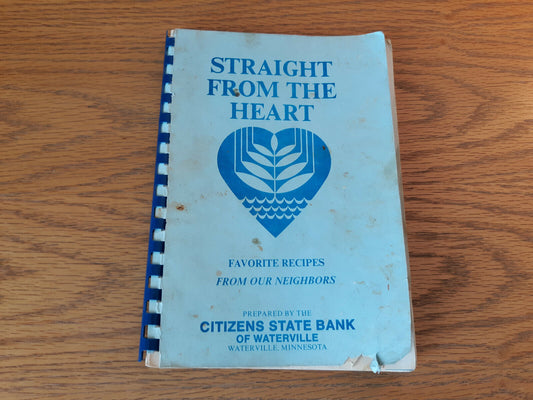 STRAIGHT
FROM THE
HEART
FAVORITE RECIPES
FROM OUR NEIGHBORS
PREPARED BY THE
CITIZENS STATE BANK
OF WATERVILLE
WATERVILLE, MINNESOTA